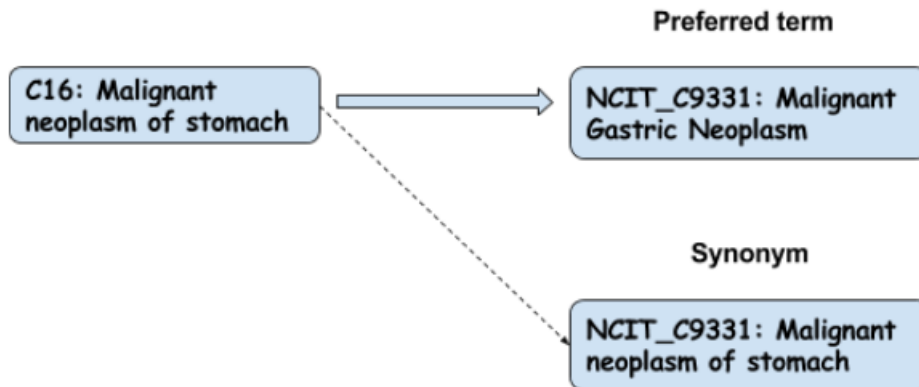 Preferred term
C16: Malignant
neoplasm of stomach
NCIT_C9331: Malignant
Gastric Neoplasm
Synonym
NCIT_C9331: Malignant
neoplasm of stomach